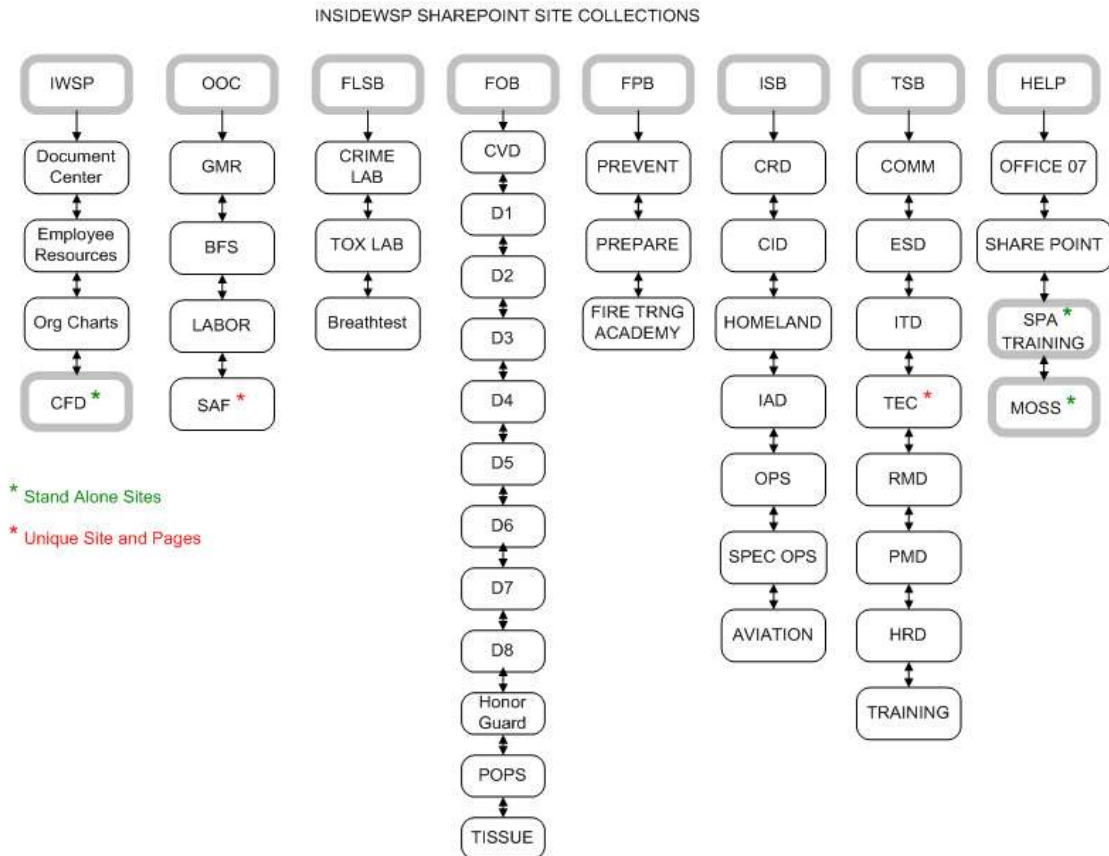 INSIDEWSP SHAREPOINT SITE COLLECTIONS
IWSP
Document
Center
Employee
Resources
Org Charts
CFD *
OOC
GMR
BFS
LABOR
SAF *
FLSB
CRIME
LAB
TOX LAB
Breathtest
FOB
CVD
D1
D2
D3
D4
D5
D6
D7
D8
Honor
Guard
POPS
TISSUE
FPB
PREVENT
PREPARE
FIRE TRNG
ACADEMY
ISB
CRD
CID
HOMELAND
IAD
OPS
SPEC OPS
AVIATION
TSB
COMM
ESD
ITD
TEC *
RMD
PMD
HRD
TRAINING
HELP
OFFICE 07
SHARE POINT
SPA *
TRAINING
MOSS *
* Stand Alone Sites
* Unique Site and Pages